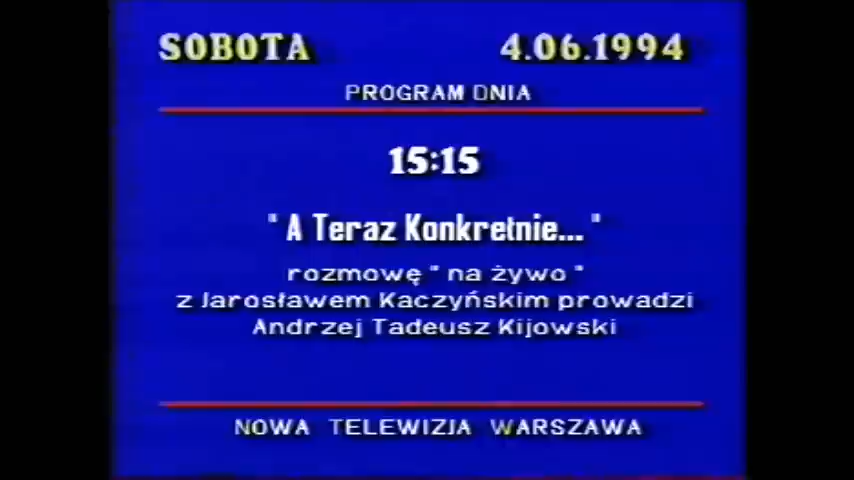 SOBOTA 4.06.1994
PROGRAM DNIA
15:15
" A Teraz Konkretnie... "
rozmowę " na żywo "
z Jarosławem Kaczyńskim prowadzi
Andrzej Tadeusz Kijowski
NOWA TELEWIZJA WARSZAWA